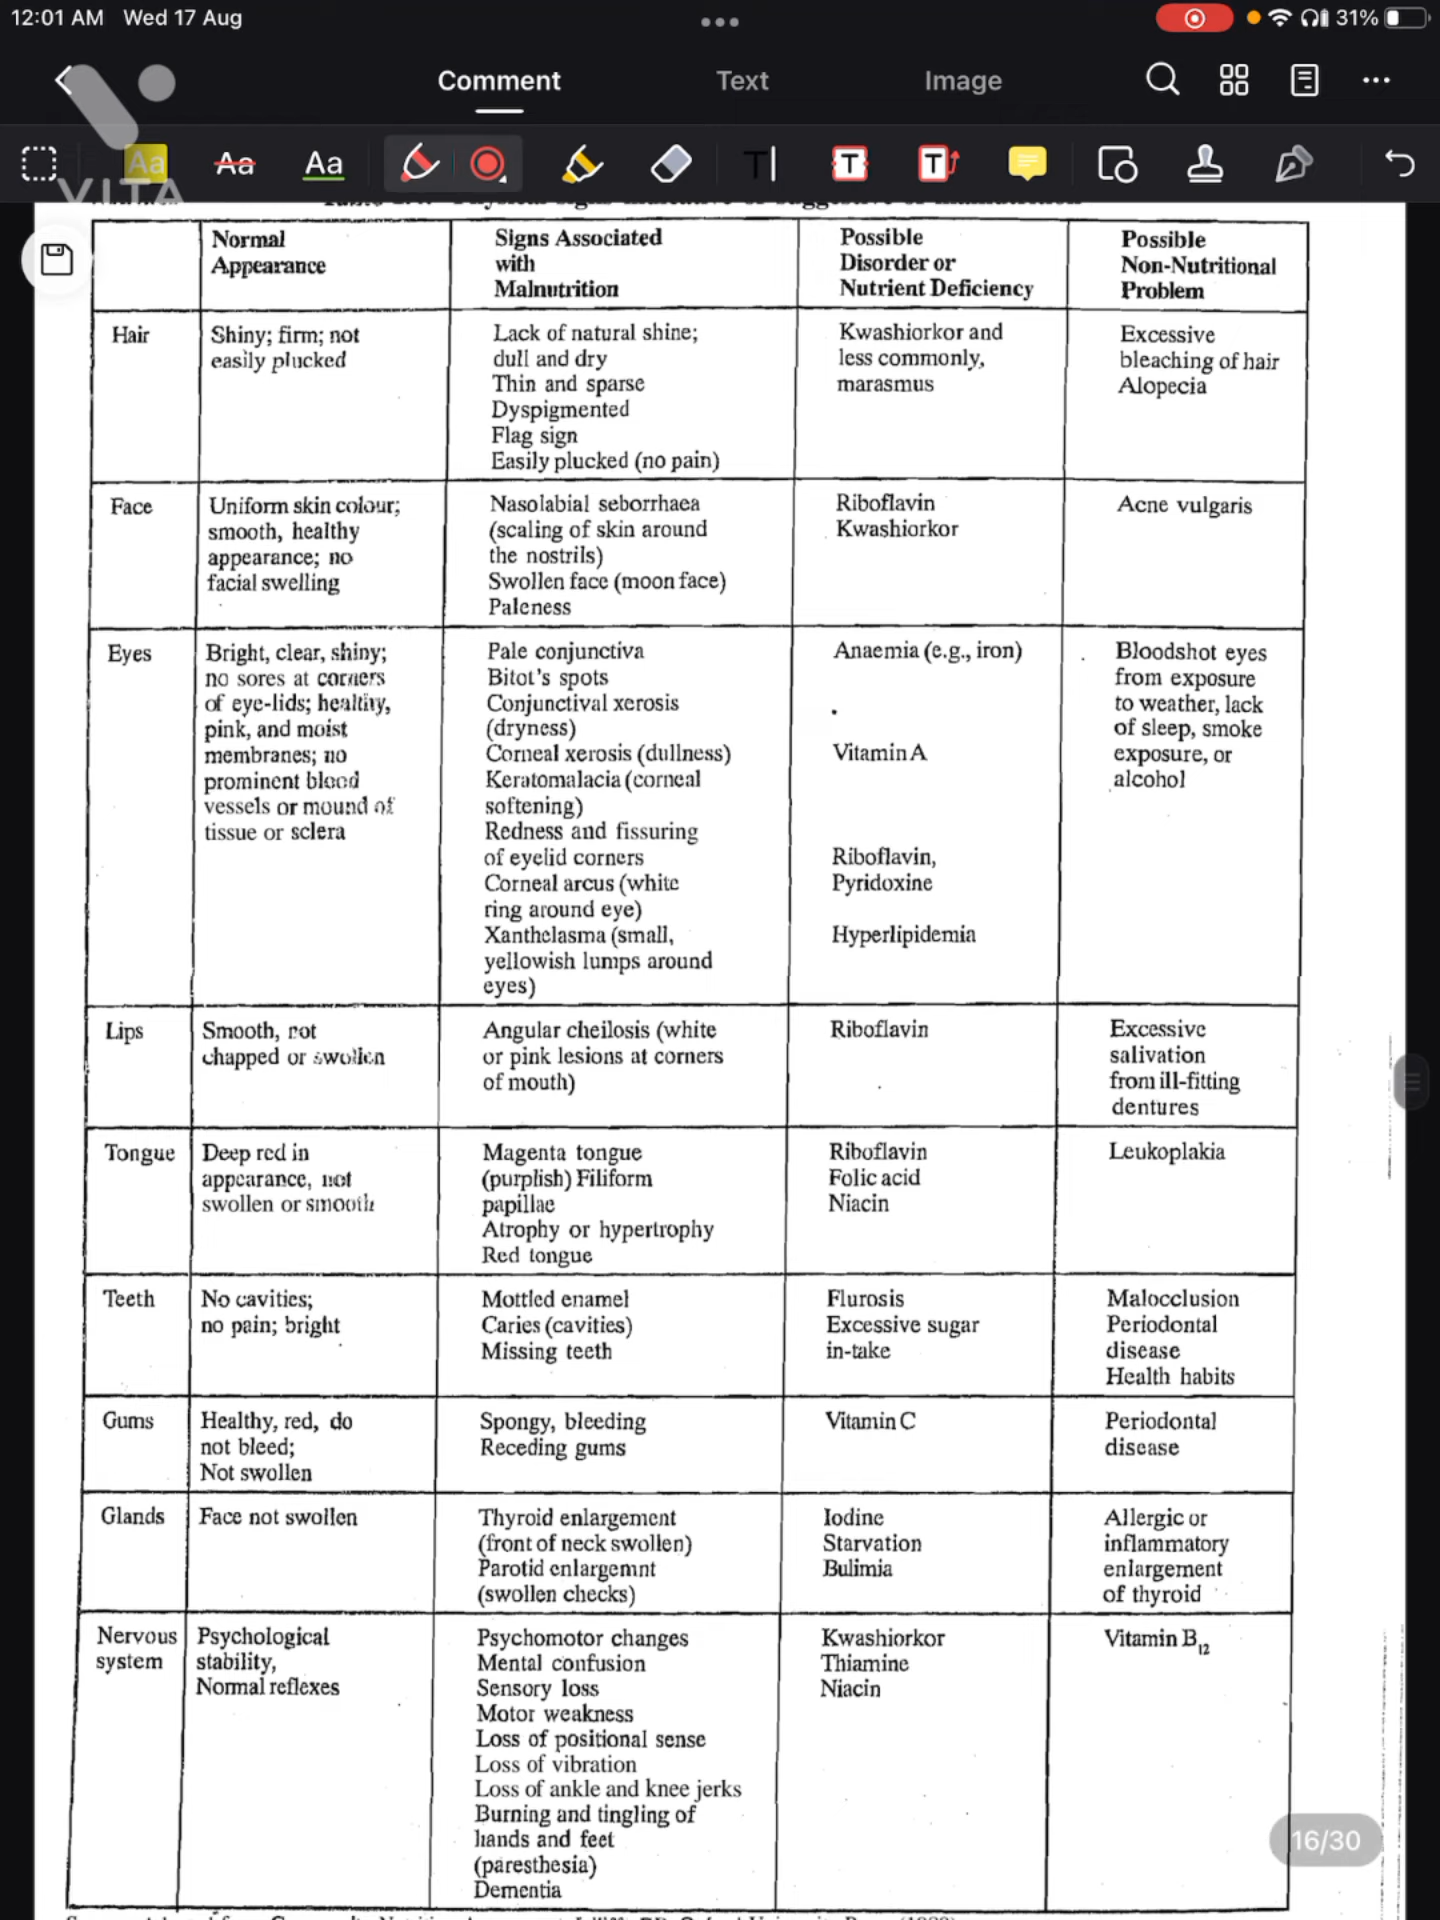 12:01 AM Wed 17 Aug
31%
Comment
Text
Image
Aa
Aa
Aa
T
T
T
VITA
Normal
Appearance
Signs Associated
with
Malnutrition
Possible
Disorder or
Nutrient Deficiency
Possible
Non-Nutritional
Problem
Hair
Shiny; firm; not
easily plucked
Lack of natural shine;
dull and dry
Thin and sparse
Dyspigmented
Flag sign
Easily plucked (no pain)
Kwashiorkor and
less commonly,
marasmus
Excessive
bleaching of hair
Alopecia
Face
Uniform skin colour;
smooth, healthy
appearance; no
facial swelling
Nasolabial seborrhaea
(scaling of skin around
the nostrils)
Swollen face (moon face)
Paleness
Riboflavin
Kwashiorkor
Acne vulgaris
Eyes
Bright, clear, shiny;
no sores at corners
of eye-lids; healthy,
pink, and moist
membranes; no
prominent blood
vessels or mound of
tissue or sclera
Pale conjunctiva
Bitot's spots
Conjunctival xerosis
(dryness)
Corneal xerosis (dullness)
Keratomalacia (corneal
softening)
Redness and fissuring
of eyelid corners
Corneal arcus (white
ring around eye)
Xanthelasma (small,
yellowish lumps around
eyes)
Anaemia (e.g., iron)
Vitamin A
Riboflavin,
Pyridoxine
Hyperlipidemia
Bloodshot eyes
from exposure
to weather, lack
of sleep, smoke
exposure, or
alcohol
Lips
Smooth, not
chapped or swollen
Angular cheilosis (white
or pink lesions at corners
of mouth)
Riboflavin
Excessive
salivation
from ill-fitting
dentures
Tongue
Deep red in
appearance, not
swollen or smooth
Magenta tongue
(purplish) Filiform
papillae
Atrophy or hypertrophy
Red tongue
Riboflavin
Folic acid
Niacin
Leukoplakia
Teeth
No cavities;
no pain; bright
Mottled enamel
Caries (cavities)
Missing teeth
Flurosis
Excessive sugar
in-take
Malocclusion
Periodontal
disease
Health habits
Gums
Healthy, red, do
not bleed;
Not swollen
Spongy, bleeding
Receding gums
Vitamin C
Periodontal
disease
Glands
Face not swollen
Thyroid enlargement
(front of neck swollen)
Parotid enlargemnt
(swollen checks)
Iodine
Starvation
Bulimia
Allergic or
inflammatory
enlargement
of thyroid
Nervous
system
Psychological
stability,
Normal reflexes
Psychomotor changes
Mental confusion
Sensory loss
Motor weakness
Loss of positional sense
Loss of vibration
Loss of ankle and knee jerks
Burning and tingling of
hands and feet
(paresthesia)
Dementia
Kwashiorkor
Thiamine
Niacin
Vitamin B12
16/30